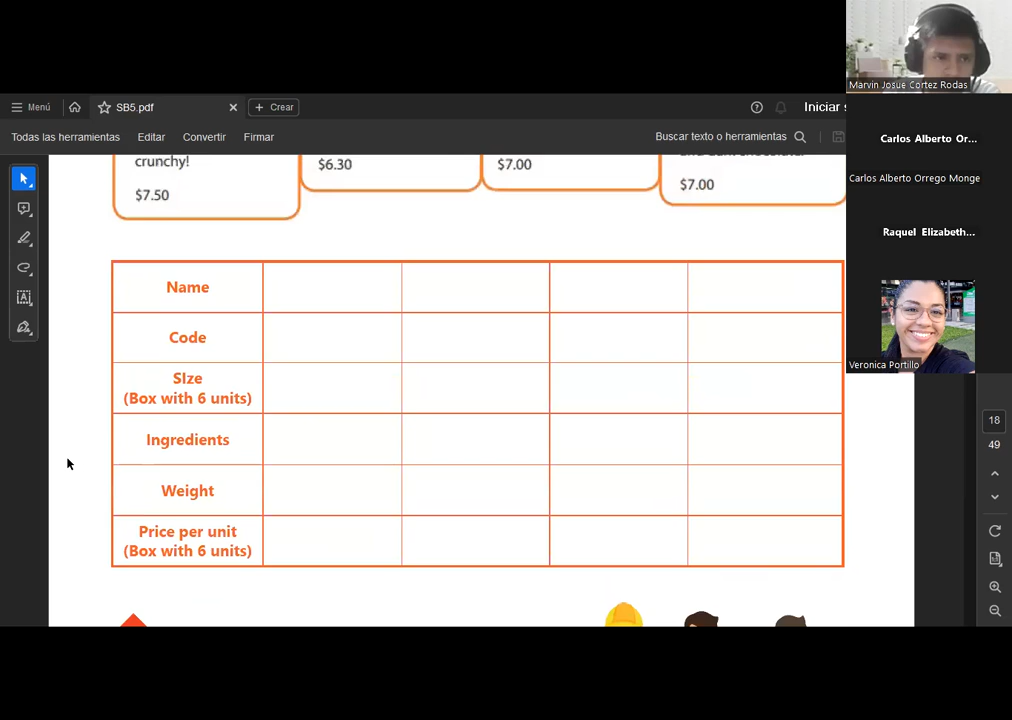 Marvin Josue Cortez Rodas
Menú
SB5.pdf
Crear
Iniciar s
Carlos Alberto Or...
Todas las herramientas
Editar
Convertir
Firmar
Buscar texto o herramientas
Carlos Alberto Orrego Monge
crunchy!
$7.50
$6.30
$7.00
$7.00
Raquel Elizabeth...
Veronica Portillo
Name
Code
SIze
(Box with 6 units)
Ingredients
Weight
Price per unit
(Box with 6 units)
18
49